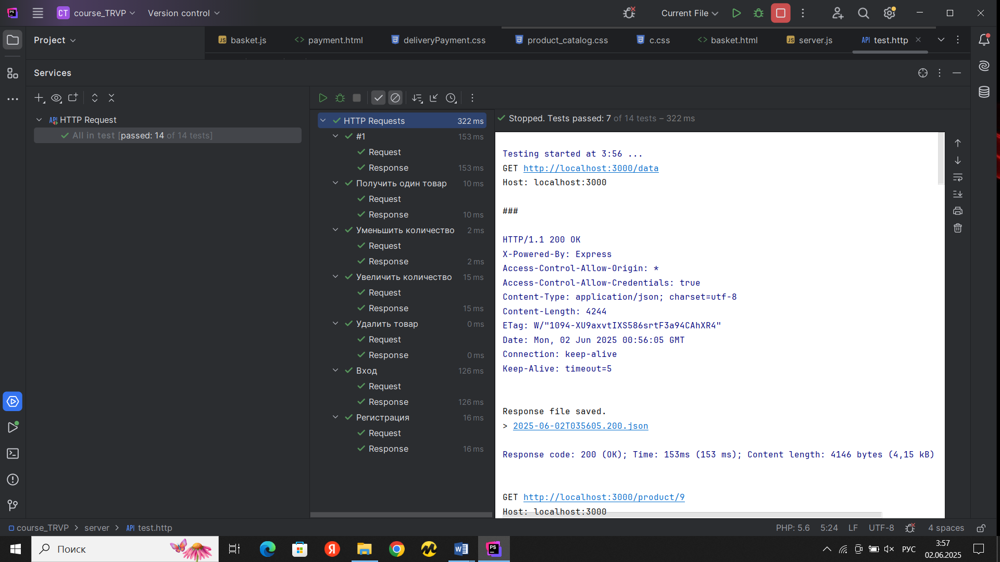 PS
CT course_TRVP
Version control
Current File
Project
JS basket.js
<> payment.html
deliveryPayment.css
product_catalog.css
c.css
<> basket.html
JS server.js
API test.http
Services
API HTTP Request
All in test [passed: 14 of 14 tests]
HTTP Requests 322 ms
#1 153 ms
Request
Response 153 ms
Получить один товар 10 ms
Request
Response 10 ms
Уменьшить количество 2 ms
Request
Response 2 ms
Увеличить количество 15 ms
Request
Response 15 ms
Удалить товар 0 ms
Request
Response 0 ms
Вход 126 ms
Request
Response 126 ms
Регистрация 16 ms
Request
Response 16 ms
Stopped. Tests passed: 7 of 14 tests – 322 ms
Testing started at 3:56 ...
GET http://localhost:3000/data
Host: localhost:3000
###
HTTP/1.1 200 OK
X-Powered-By: Express
Access-Control-Allow-Origin: *
Access-Control-Allow-Credentials: true
Content-Type: application/json; charset=utf-8
Content-Length: 4244
ETag: W/"1094-XU9axvtIXS586srtF3a94CAhXR4"
Date: Mon, 02 Jun 2025 00:56:05 GMT
Connection: keep-alive
Keep-Alive: timeout=5
Response file saved.
> 2025-06-02T035605.200.json
Response code: 200 (OK); Time: 153ms (153 ms); Content length: 4146 bytes (4,15 kB)
GET http://localhost:3000/product/9
Host: localhost:3000
course_TRVP > server > API test.http
PHP: 5.6 5:24 LF UTF-8 4 spaces
Поиск
Я
W
PS
РУС
3:57
02.06.2025